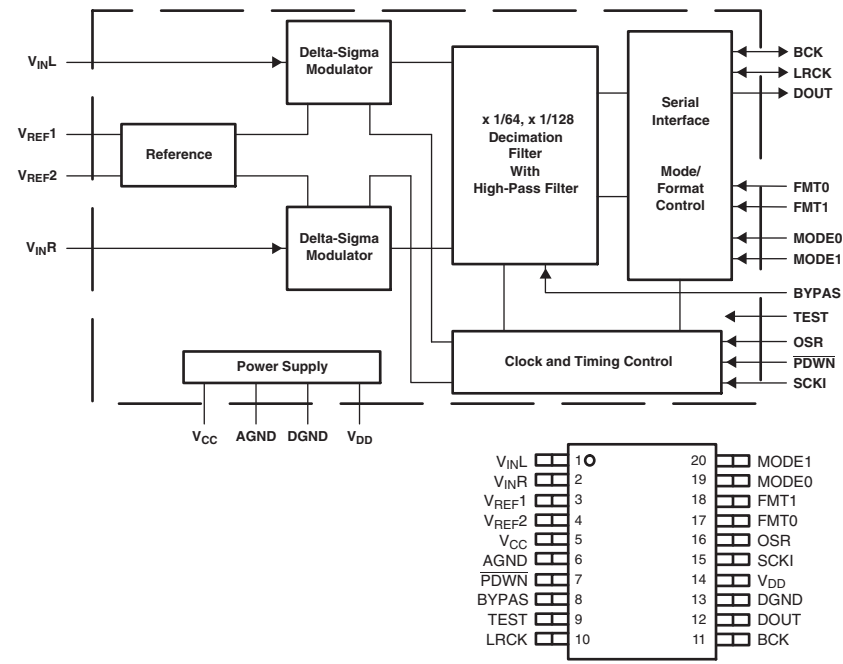 Delta-Sigma
Modulator
BCK
VINL
LRCK
DOUT
x 1/64, x 1/128
Decimation
Filter
With
High-Pass Filter
Serial
Interface
Mode/
Format
Control
VREF1
Reference
VREF2
FMT0
FMT1
Delta-Sigma
Modulator
VINR
MODE0
MODE1
BYPAS
TEST
OSR
Clock and Timing Control
PDWN
SCKI
Power Supply
VCC AGND DGND VDD
VINL 1 20 MODE1
VINR 2 19 MODE0
VREF1 3 18 FMT1
VREF2 4 17 FMT0
VCC 5 16 OSR
AGND 6 15 SCKI
PDWN 7 14 VDD
BYPAS 8 13 DGND
TEST 9 12 DOUT
LRCK 10 11 BCK